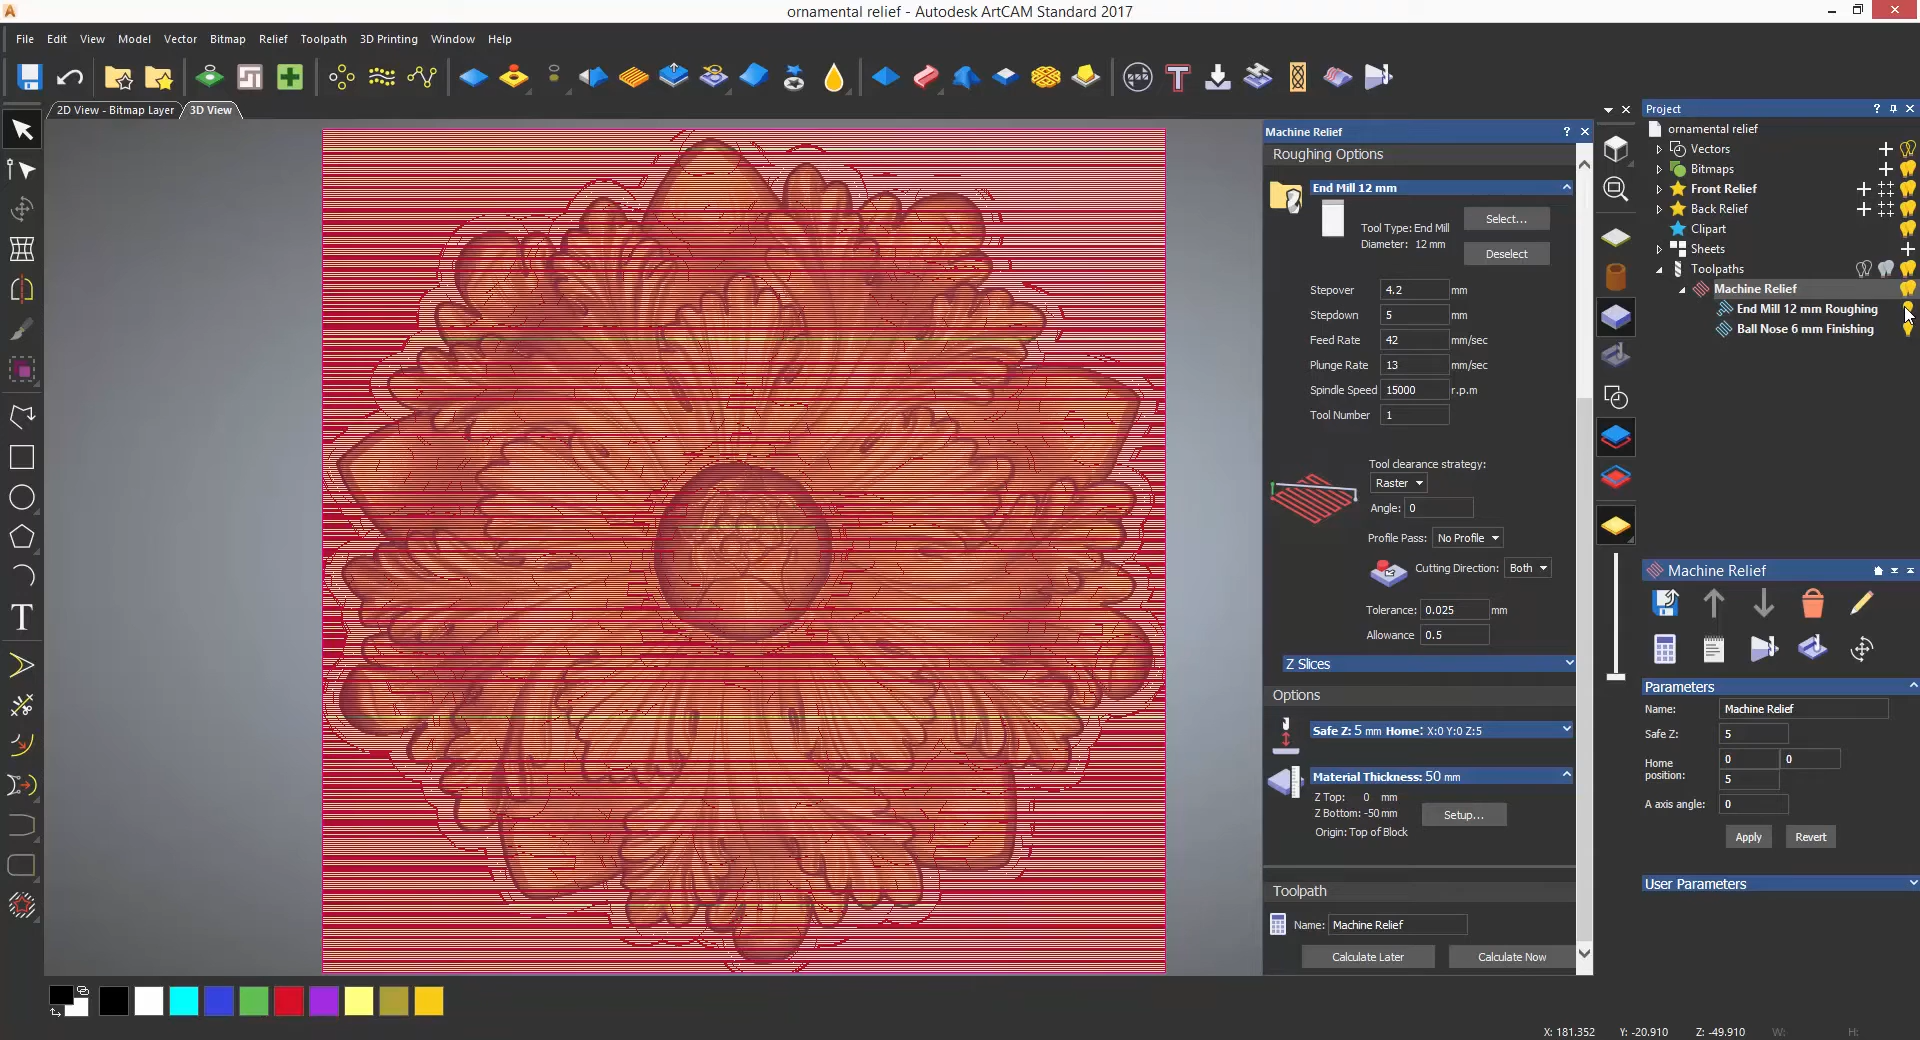 ornamental relief - Autodesk ArtCAM Standard 2017
File Edit View Model Vector Bitmap Relief Toolpath 3D Printing Window Help
2D View - Bitmap Layer 3D View
Machine Relief ?
Roughing Options
End Mill 12 mm
Tool Type: End Mill
Diameter: 12 mm
Select...
Deselect
Stepover 4.2 mm
Stepdown 5 mm
Feed Rate 42 mm/sec
Plunge Rate 13 mm/sec
Spindle Speed 15000 r.p.m
Tool Number 1
Tool clearance strategy:
Raster
Angle: 0
Profile Pass: No Profile
Cutting Direction: Both
Tolerance: 0.025 mm
Allowance 0.5
Z Slices
Options
Safe Z: 5 mm Home: X:0 Y:0 Z:5
Material Thickness: 50 mm
Z Top: 0 mm
Z Bottom: -50 mm
Origin: Top of Block
Setup...
Toolpath
Name: Machine Relief
Calculate Later Calculate Now
Project ?
ornamental relief
Vectors
Bitmaps
Front Relief
Back Relief
Clipart
Sheets
Toolpaths
Machine Relief
End Mill 12 mm Roughing
Ball Nose 6 mm Finishing
Machine Relief
Parameters
Name: Machine Relief
Safe Z: 5
Home position: 0 0
5
A axis angle: 0
Apply Revert
User Parameters
X: 181.352 Y: -20.910 Z: -49.910 W: H: